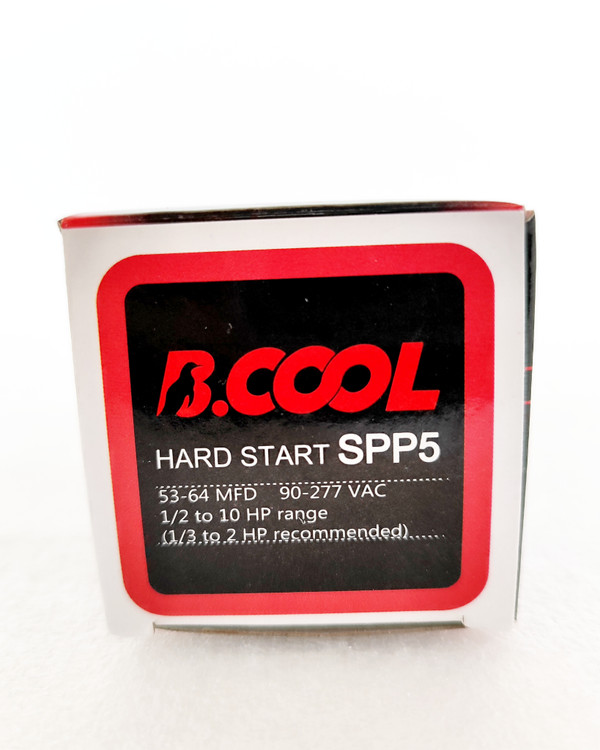 B.COOL
HARD START SPP5
53-64 MFD 90-277 VAC
1/2 to 10 HP range
(1/3 to 2 HP recommended)